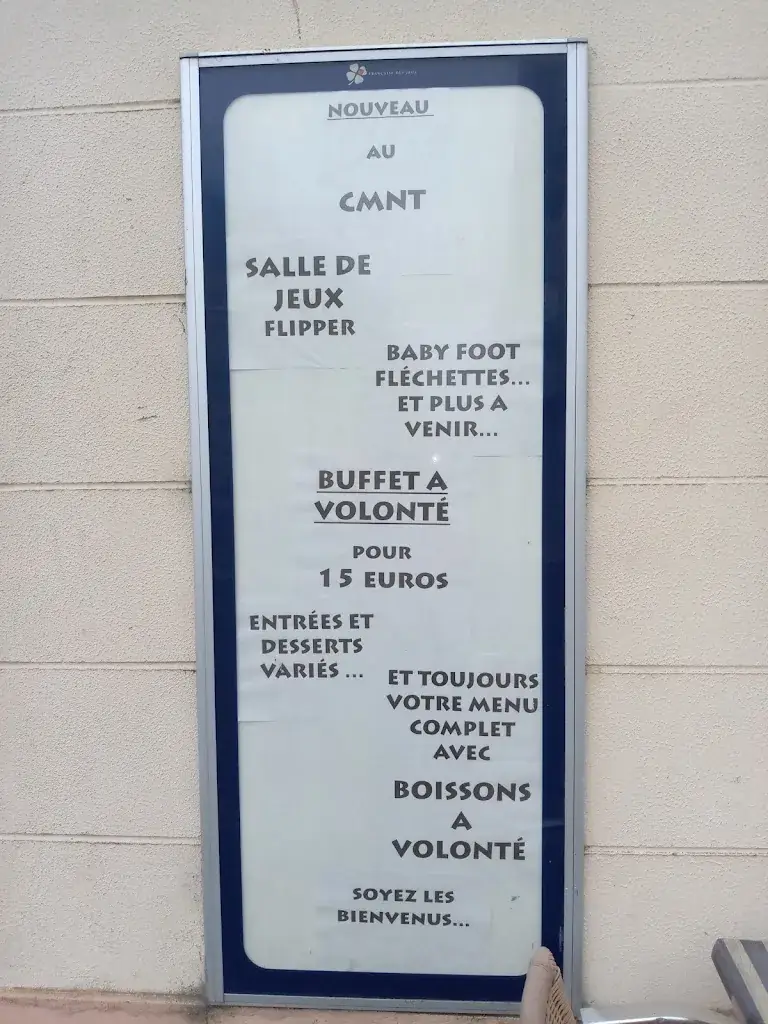 NOUVEAU
AU
CMNT
SALLE DE
JEUX
FLIPPER
BABY FOOT
FLÉCHETTES...
ET PLUS A
VENIR...
BUFFET A
VOLONTÉ
POUR
15 EUROS
ENTRÉES ET
DESSERTS
VARIÉS ...
ET TOUJOURS
VOTRE MENU
COMPLET
AVEC
BOISSONS
A
VOLONTÉ
SOYEZ LES
BIENVENUS...